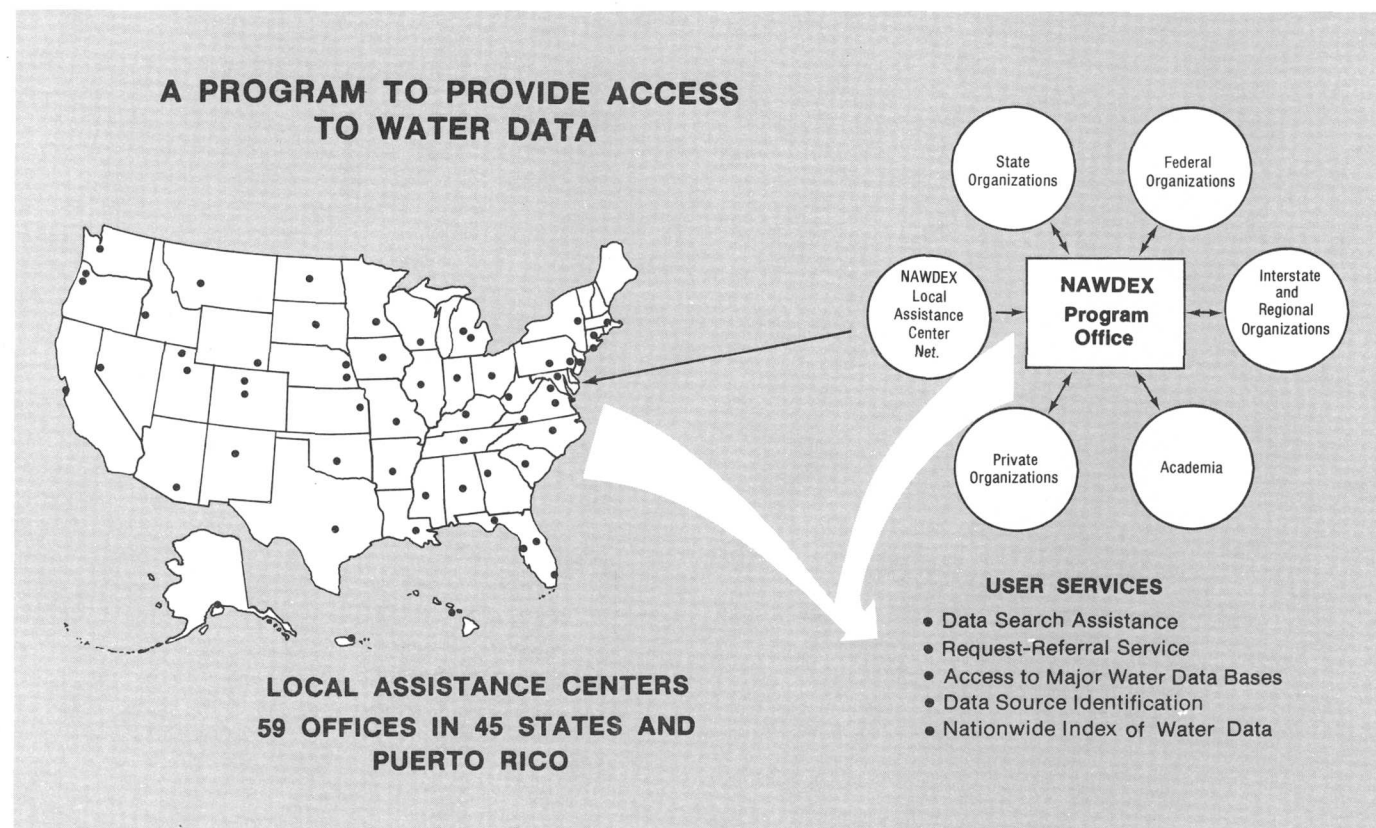 A PROGRAM TO PROVIDE ACCESS
TO WATER DATA
State
Organizations
Federal
Organizations
NAWDEX
Local
Assistance
Center
Net.
NAWDEX
Program
Office
Interstate
and
Regional
Organizations
Private
Organizations
Academia
LOCAL ASSISTANCE CENTERS
59 OFFICES IN 45 STATES AND
PUERTO RICO
USER SERVICES
• Data Search Assistance
• Request-Referral Service
• Access to Major Water Data Bases
• Data Source Identification
• Nationwide Index of Water Data